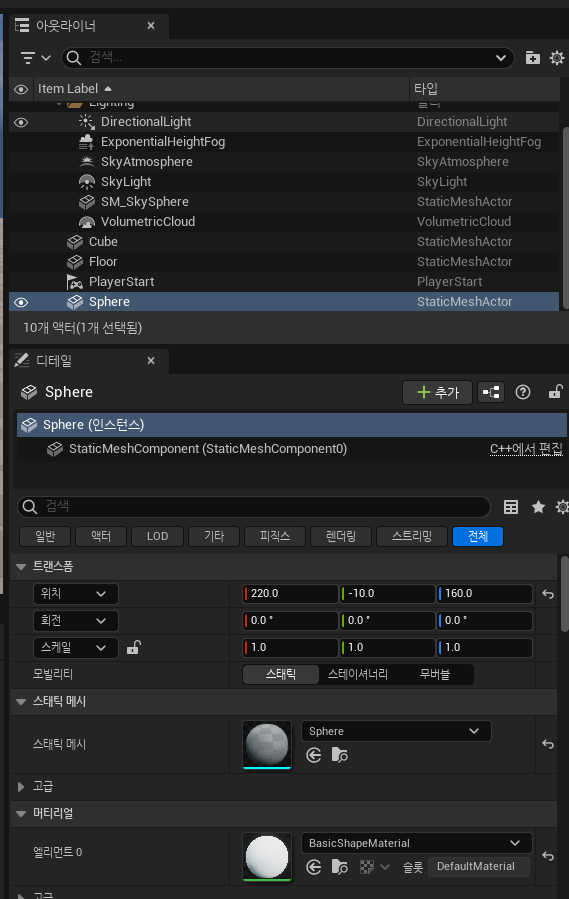 아웃라이너
검색...
Item Label 타입
Lighting 폴더
DirectionalLight DirectionalLight
ExponentialHeightFog ExponentialHeightFog
SkyAtmosphere SkyAtmosphere
SkyLight SkyLight
SM_SkySphere StaticMeshActor
VolumetricCloud VolumetricCloud
Cube StaticMeshActor
Floor StaticMeshActor
PlayerStart PlayerStart
Sphere StaticMeshActor
10개 액터(1개 선택됨)
디테일
Sphere 추가
Sphere (인스턴스)
StaticMeshComponent (StaticMeshComponent0) C++에서 편집
검색
일반 액터 LOD 기타 피직스 렌더링 스트리밍 전체
트랜스폼
위치 220.0 -10.0 160.0
회전 0.0 ° 0.0 ° 0.0 °
스케일 1.0 1.0 1.0
모빌리티 스태틱 스테이셔너리 무버블
스태틱 메시
스태틱 메시 Sphere
고급
머티리얼
엘리먼트 0 BasicShapeMaterial
슬롯 DefaultMaterial
고급